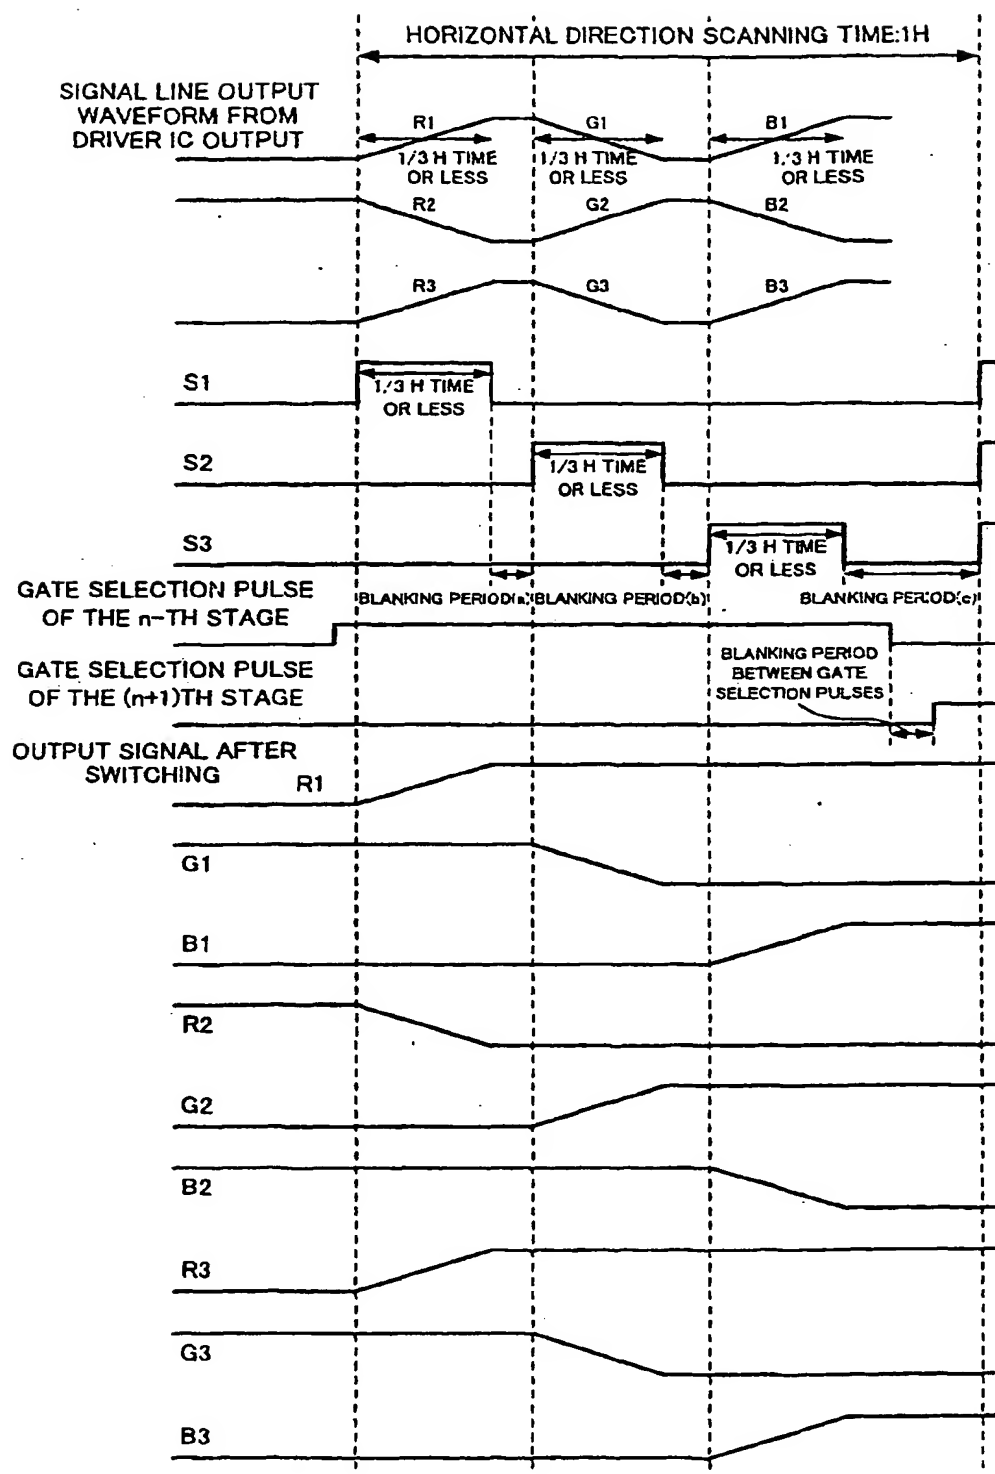 HORIZONTAL DIRECTION SCANNING TIME:1H
SIGNAL LINE OUTPUT
WAVEFORM FROM
DRIVER IC OUTPUT
R1
G1
B1
1/3 H TIME
OR LESS
1/3 H TIME
OR LESS
1/3 H TIME
OR LESS
R2
G2
B2
R3
G3
B3
S1
1/3 H TIME
OR LESS
S2
1/3 H TIME
OR LESS
S3
1/3 H TIME
OR LESS
GATE SELECTION PULSE
OF THE n-TH STAGE
BLANKING PERIOD(a)
BLANKING PERIOD(b)
BLANKING PERIOD(c)
GATE SELECTION PULSE
OF THE (n+1)TH STAGE
BLANKING PERIOD
BETWEEN GATE
SELECTION PULSES
OUTPUT SIGNAL AFTER
SWITCHING
R1
G1
B1
R2
G2
B2
R3
G3
B3